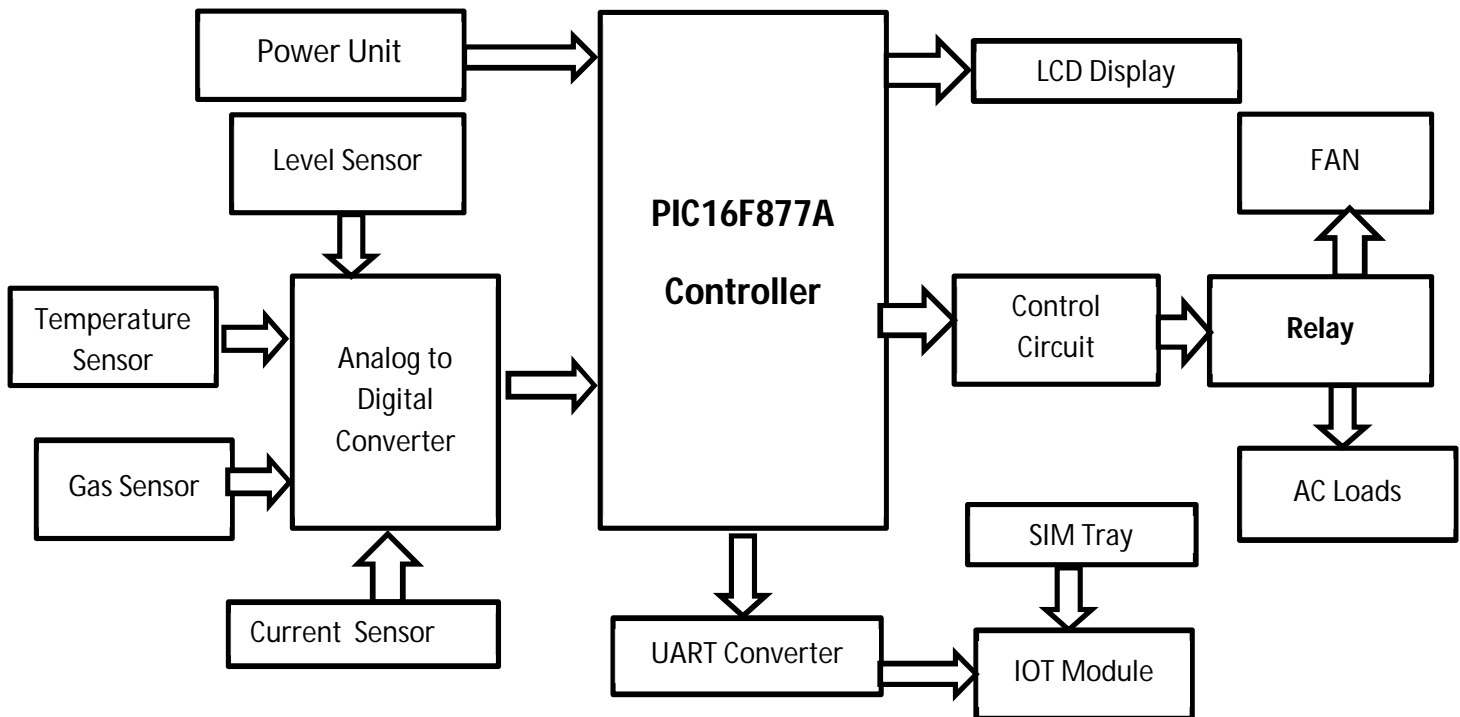 Power Unit
LCD Display
Level Sensor
FAN
PIC16F877A
Controller
Temperature
Sensor
Analog to
Digital
Converter
Control
Circuit
Relay
Gas Sensor
AC Loads
SIM Tray
Current Sensor
UART Converter
IOT Module